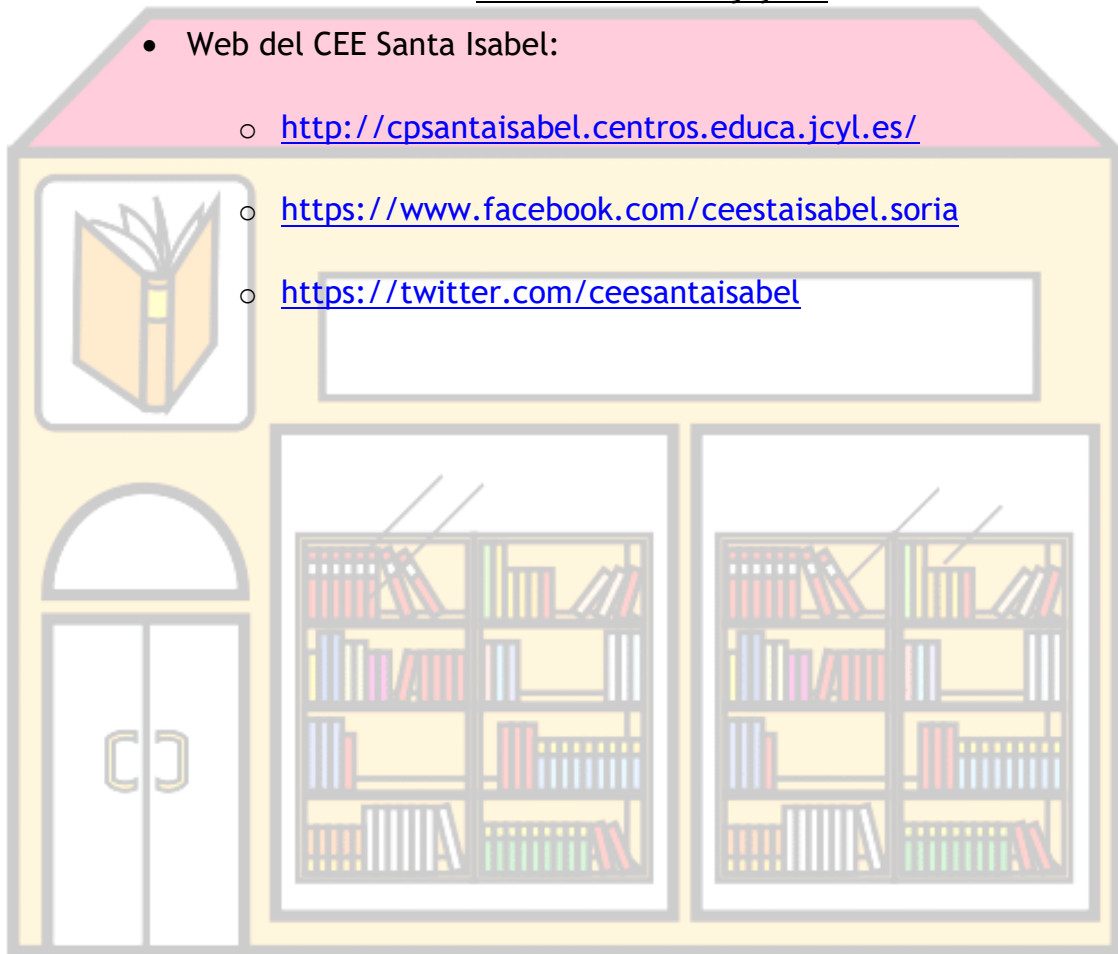 • Web del CEE Santa Isabel:
o http://cpsantaisabel.centros.educa.jcyl.es/
o https://www.facebook.com/ceestaisabel.soria
o https://twitter.com/ceesantaisabel